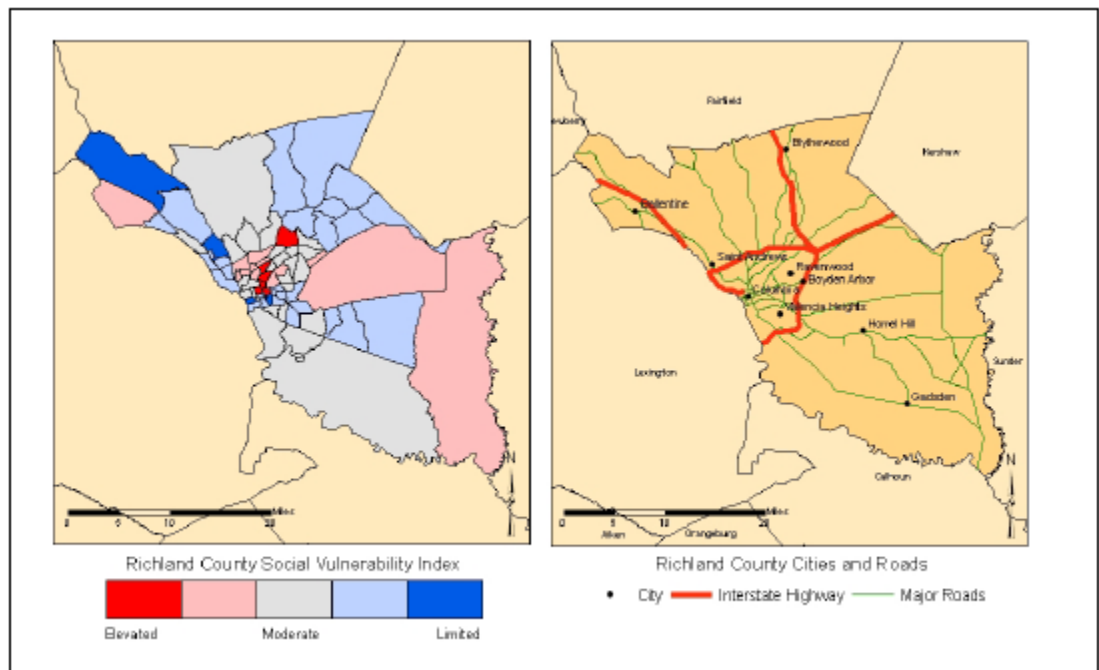 Fairfield
Blythewood
Kershaw
Ballentine
Saint Andrews
Ravenwood
Boyden Arbor
Columbia
Valencia Heights
Horrel Hill
Lexington
Sumter
Gadsden
N
N
Calhoun
0 5 10 20 Miles
0 5 10 20 Miles
Aiken Orangeburg
Richland County Social Vulnerability Index
Richland County Cities and Roads
City Interstate Highway Major Roads
Elevated Moderate Limited